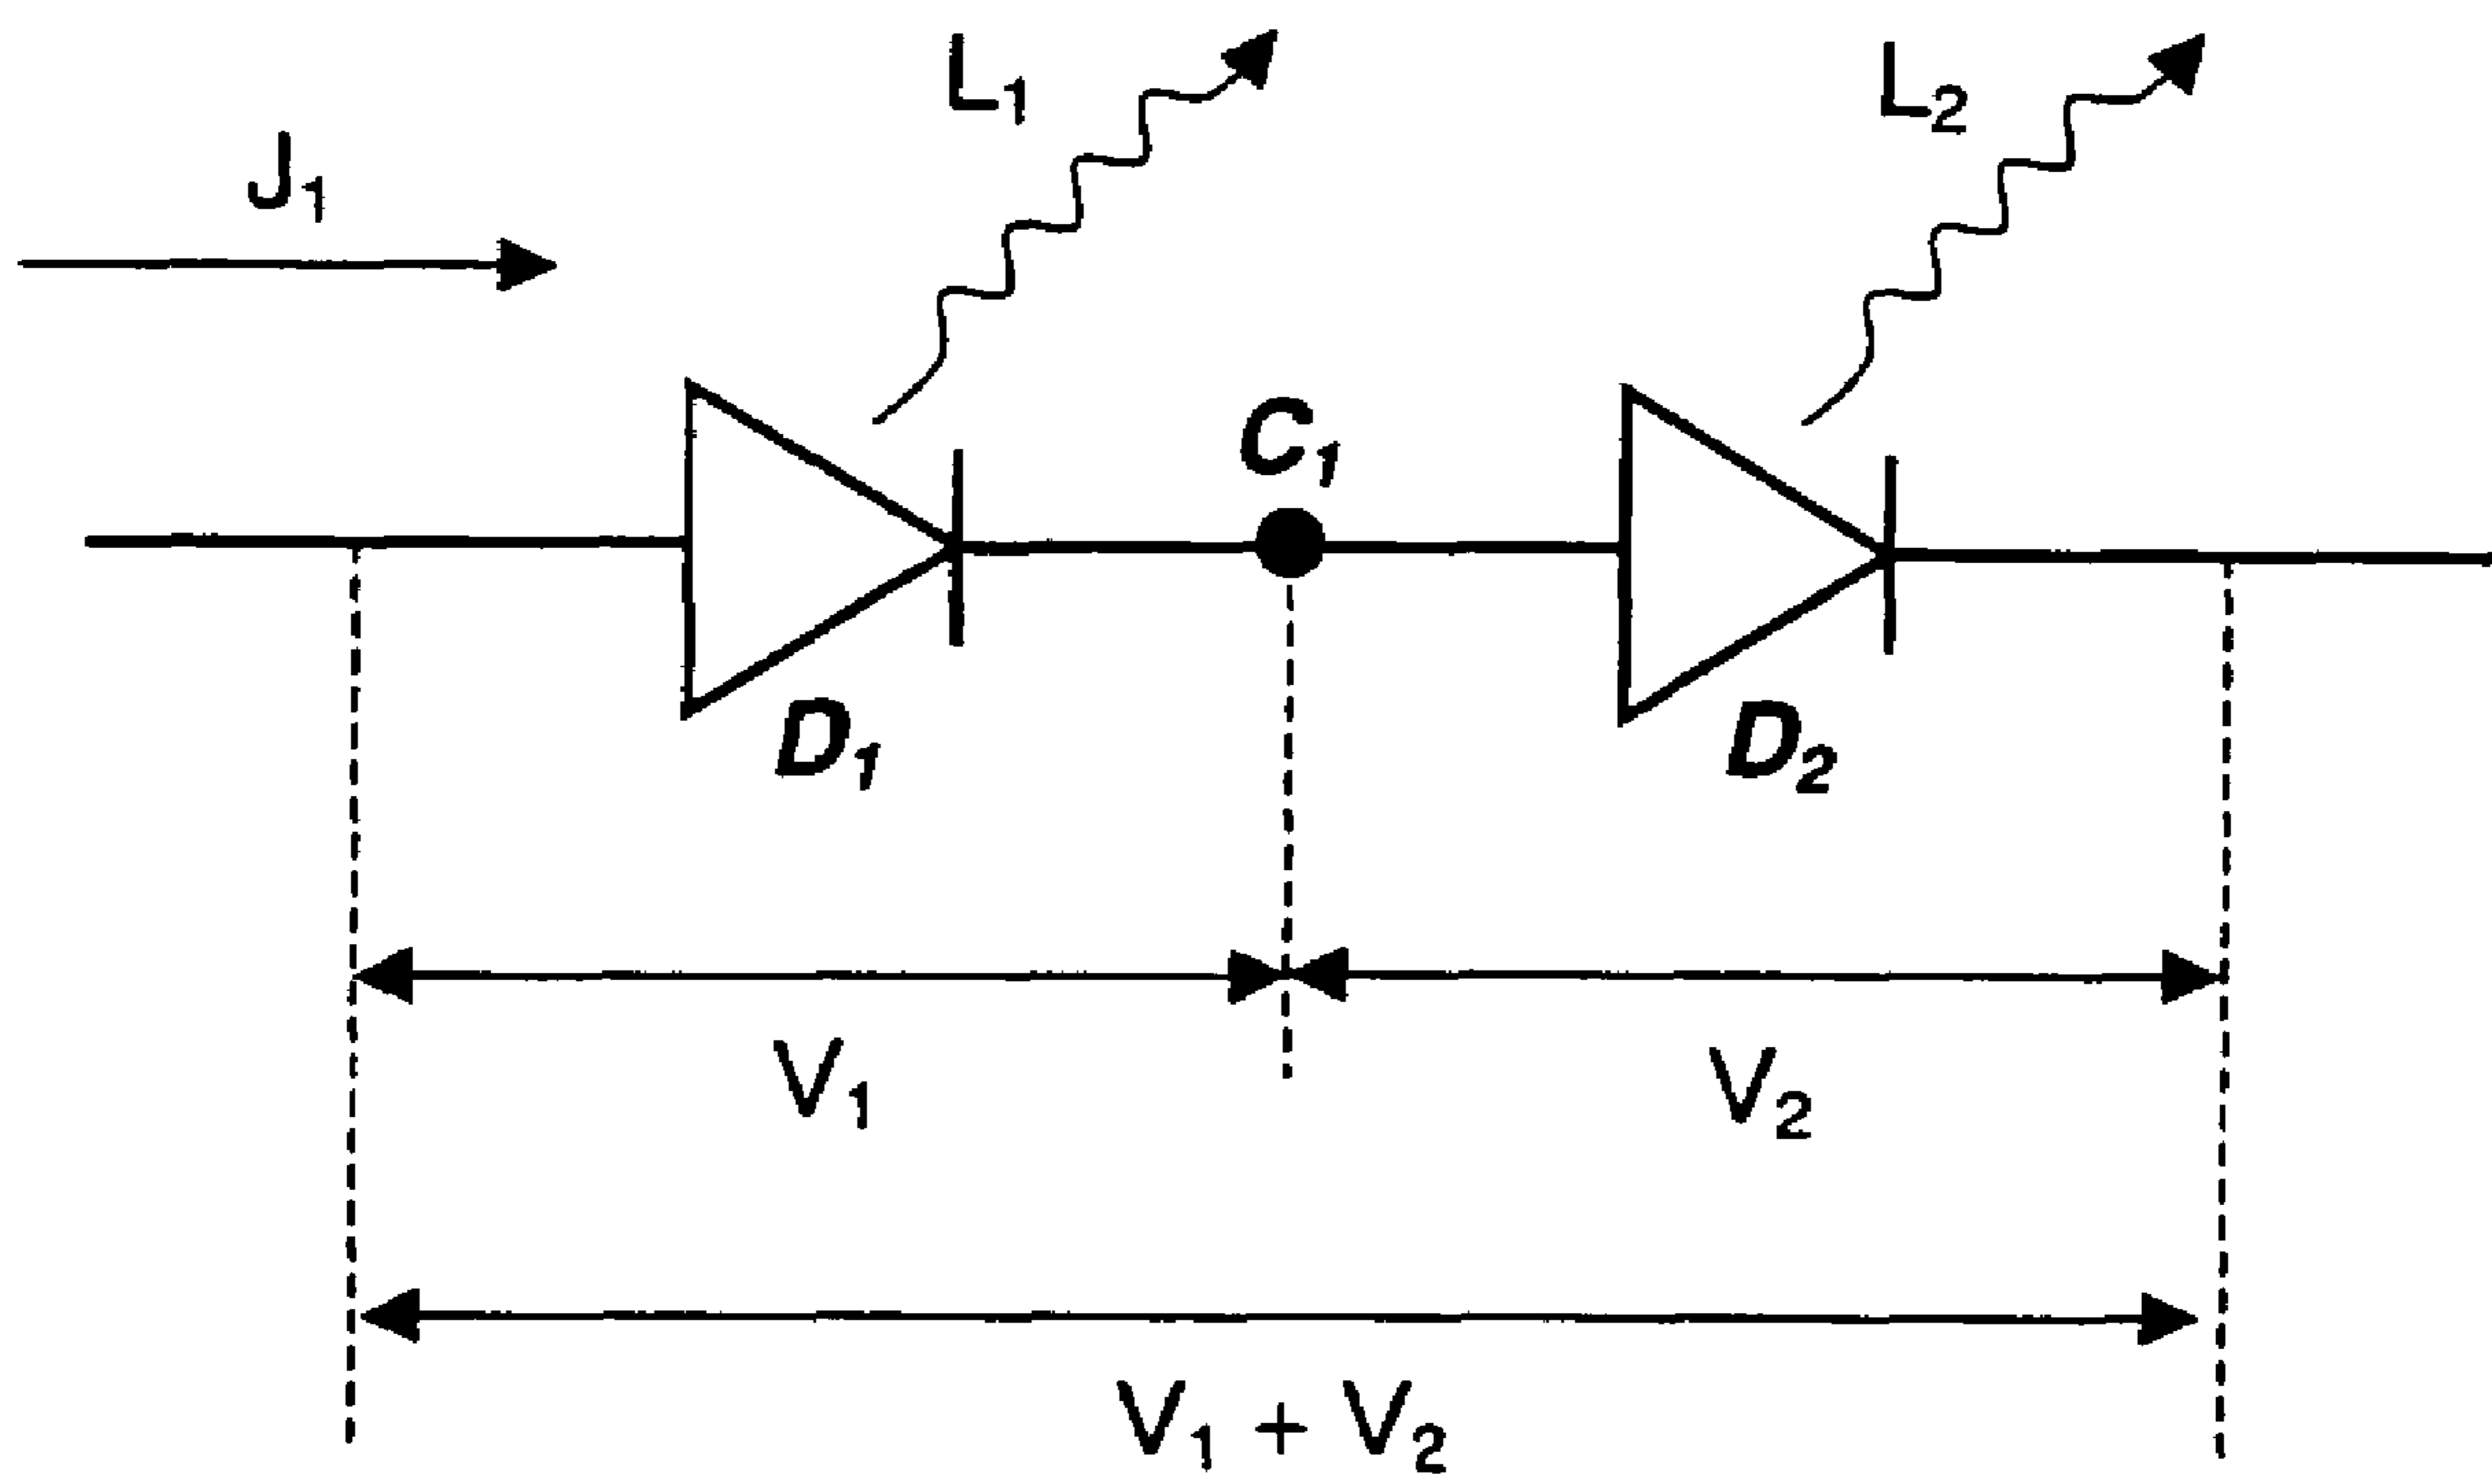 L₁
L₂
J₁
C₁
D₁
D₂
V₁
V₂
V₁ + V₂